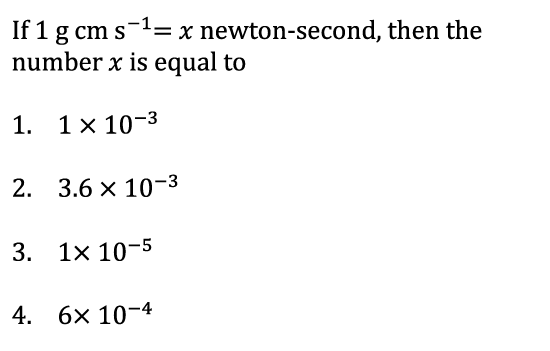 If 1 g cm s⁻¹= x newton-second, then the
number x is equal to
1. 1 × 10⁻³
2. 3.6 × 10⁻³
3. 1× 10⁻⁵
4. 6× 10⁻⁴